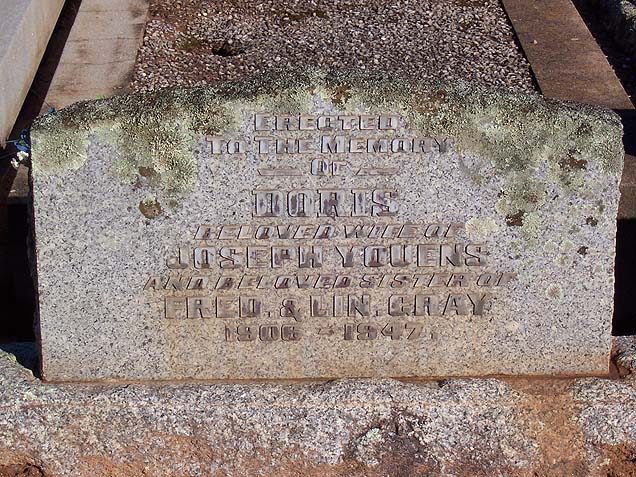 ERECTED
TO THE MEMORY
OF
DORIS
BELOVED WIFE OF
JOSEPH YOUENS
AND BELOVED SISTER OF
FRED. & LIN. GRAY
1906 - 1947.